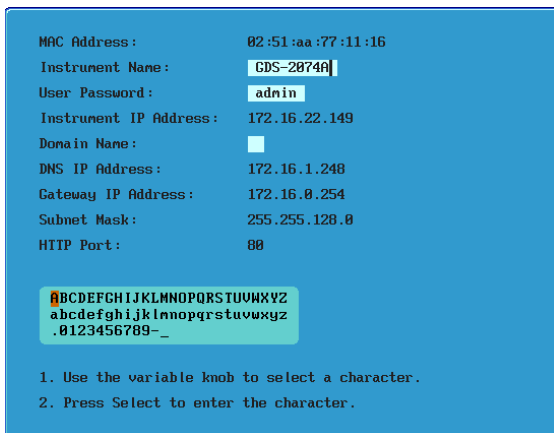 MAC Address: 02:51:aa:77:11:16
Instrument Name: GDS-2074A
User Password: admin
Instrument IP Address: 172.16.22.149
Domain Name:
DNS IP Address: 172.16.1.248
Gateway IP Address: 172.16.0.254
Subnet Mask: 255.255.128.0
HTTP Port: 80
ABCDEFGHIJKLMNOPQRSTUVWXYZ
abcdefghijklmnopqrstuvwxyz
.0123456789-_
1. Use the variable knob to select a character.
2. Press Select to enter the character.